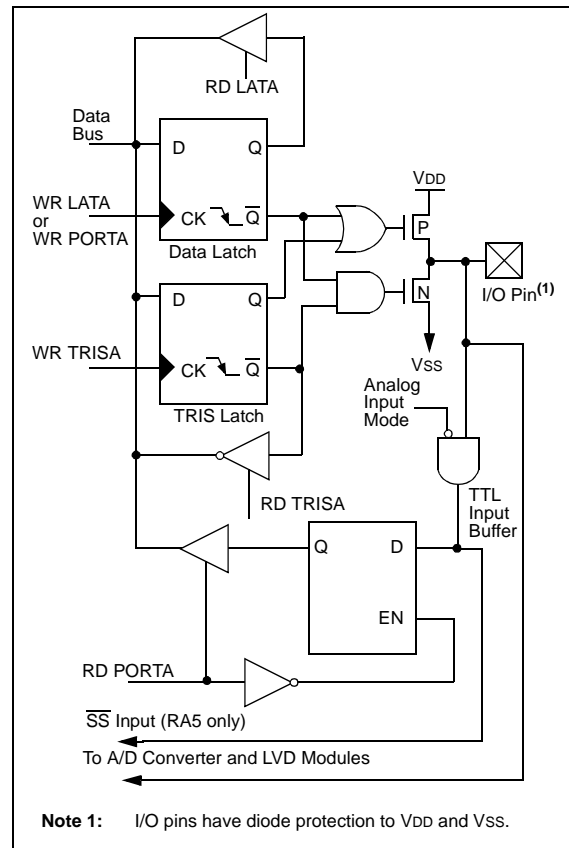 RD LATA
Data
Bus
D Q
WR LATA
or
WR PORTA
CK Q
Data Latch
VDD
P
I/O Pin(1)
N
VSS
D Q
WR TRISA
CK Q
TRIS Latch
Analog
Input
Mode
TTL
Input
Buffer
RD TRISA
Q D
EN
RD PORTA
SS Input (RA5 only)
To A/D Converter and LVD Modules
Note 1: I/O pins have diode protection to VDD and VSS.